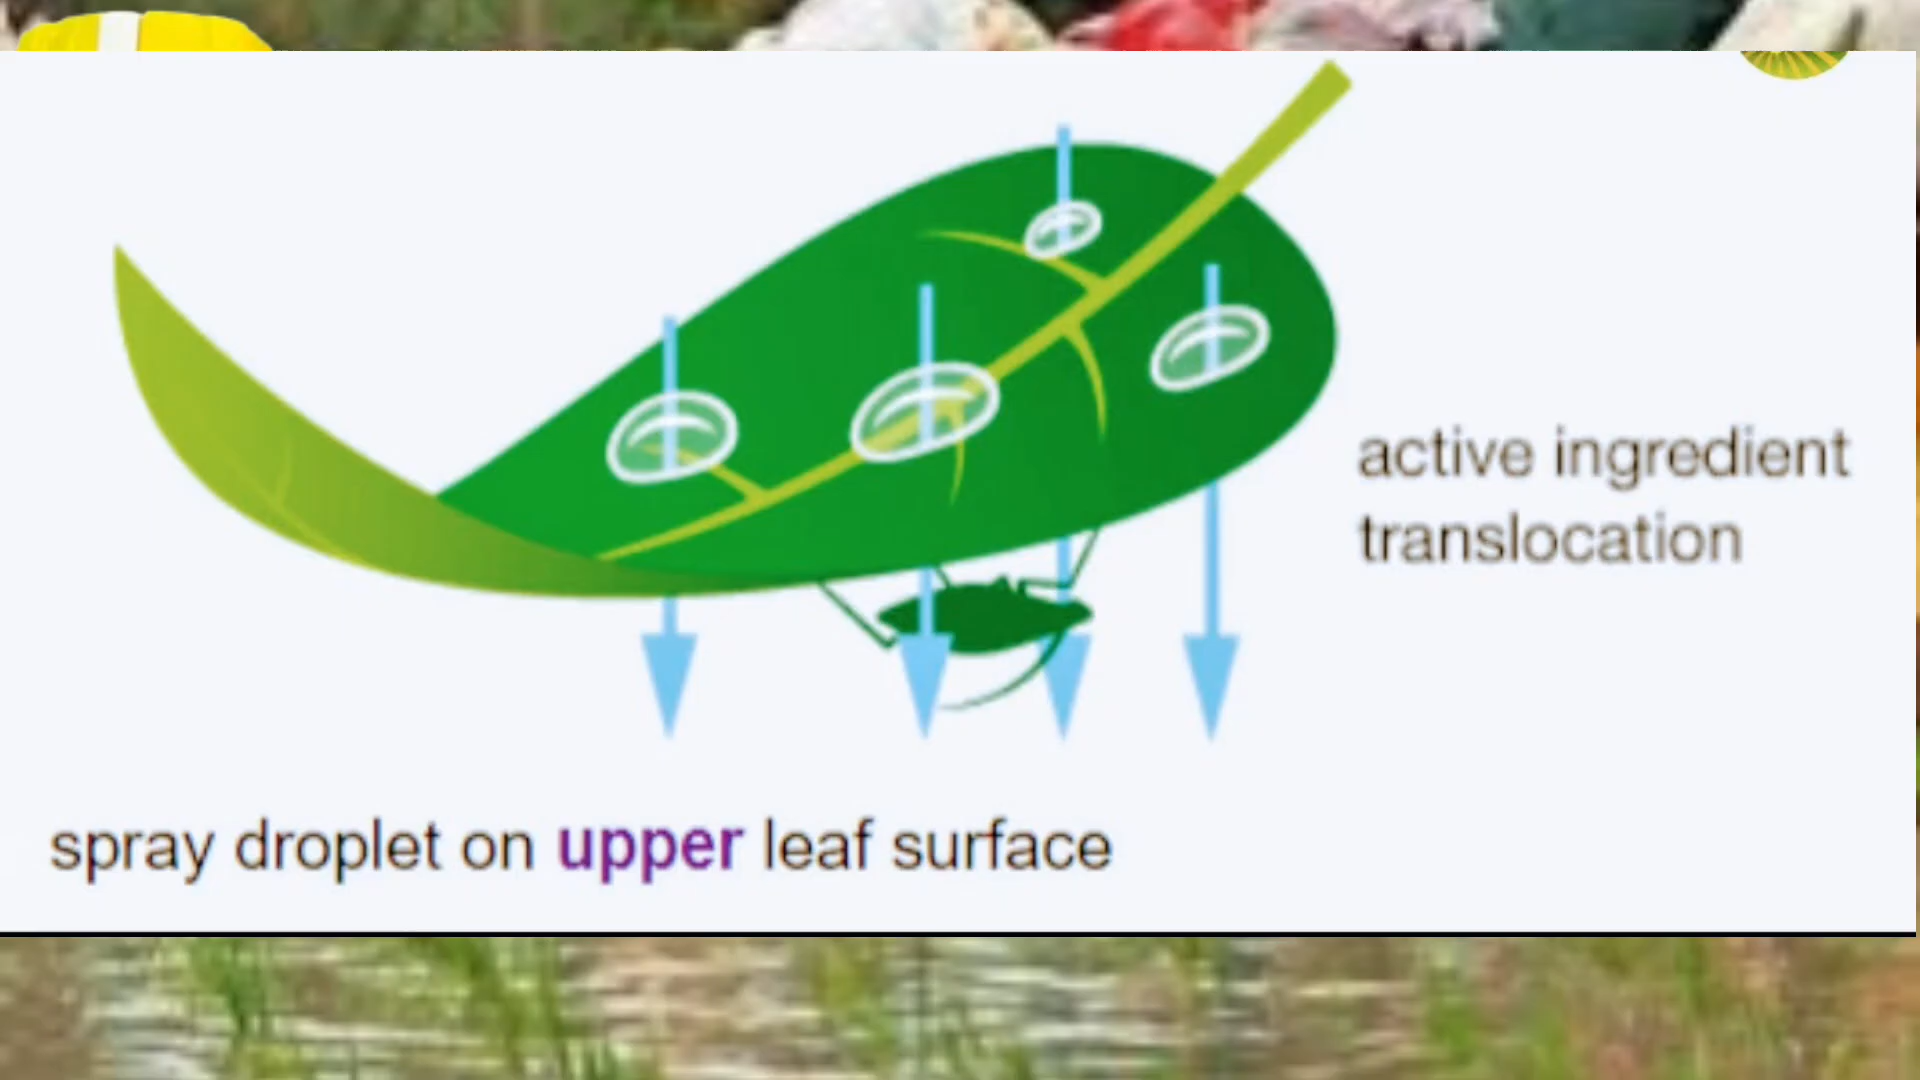 active ingredient
translocation
spray droplet on upper leaf surface